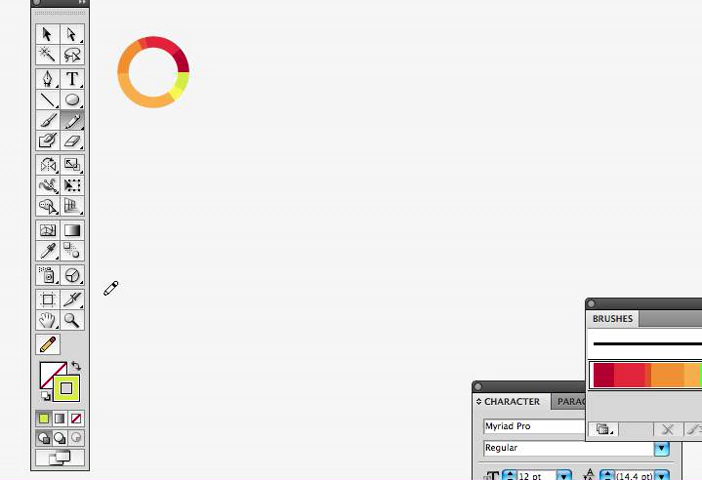 BRUSHES
CHARACTER PARAG
Myriad Pro
Regular
12 pt (14.4 pt)